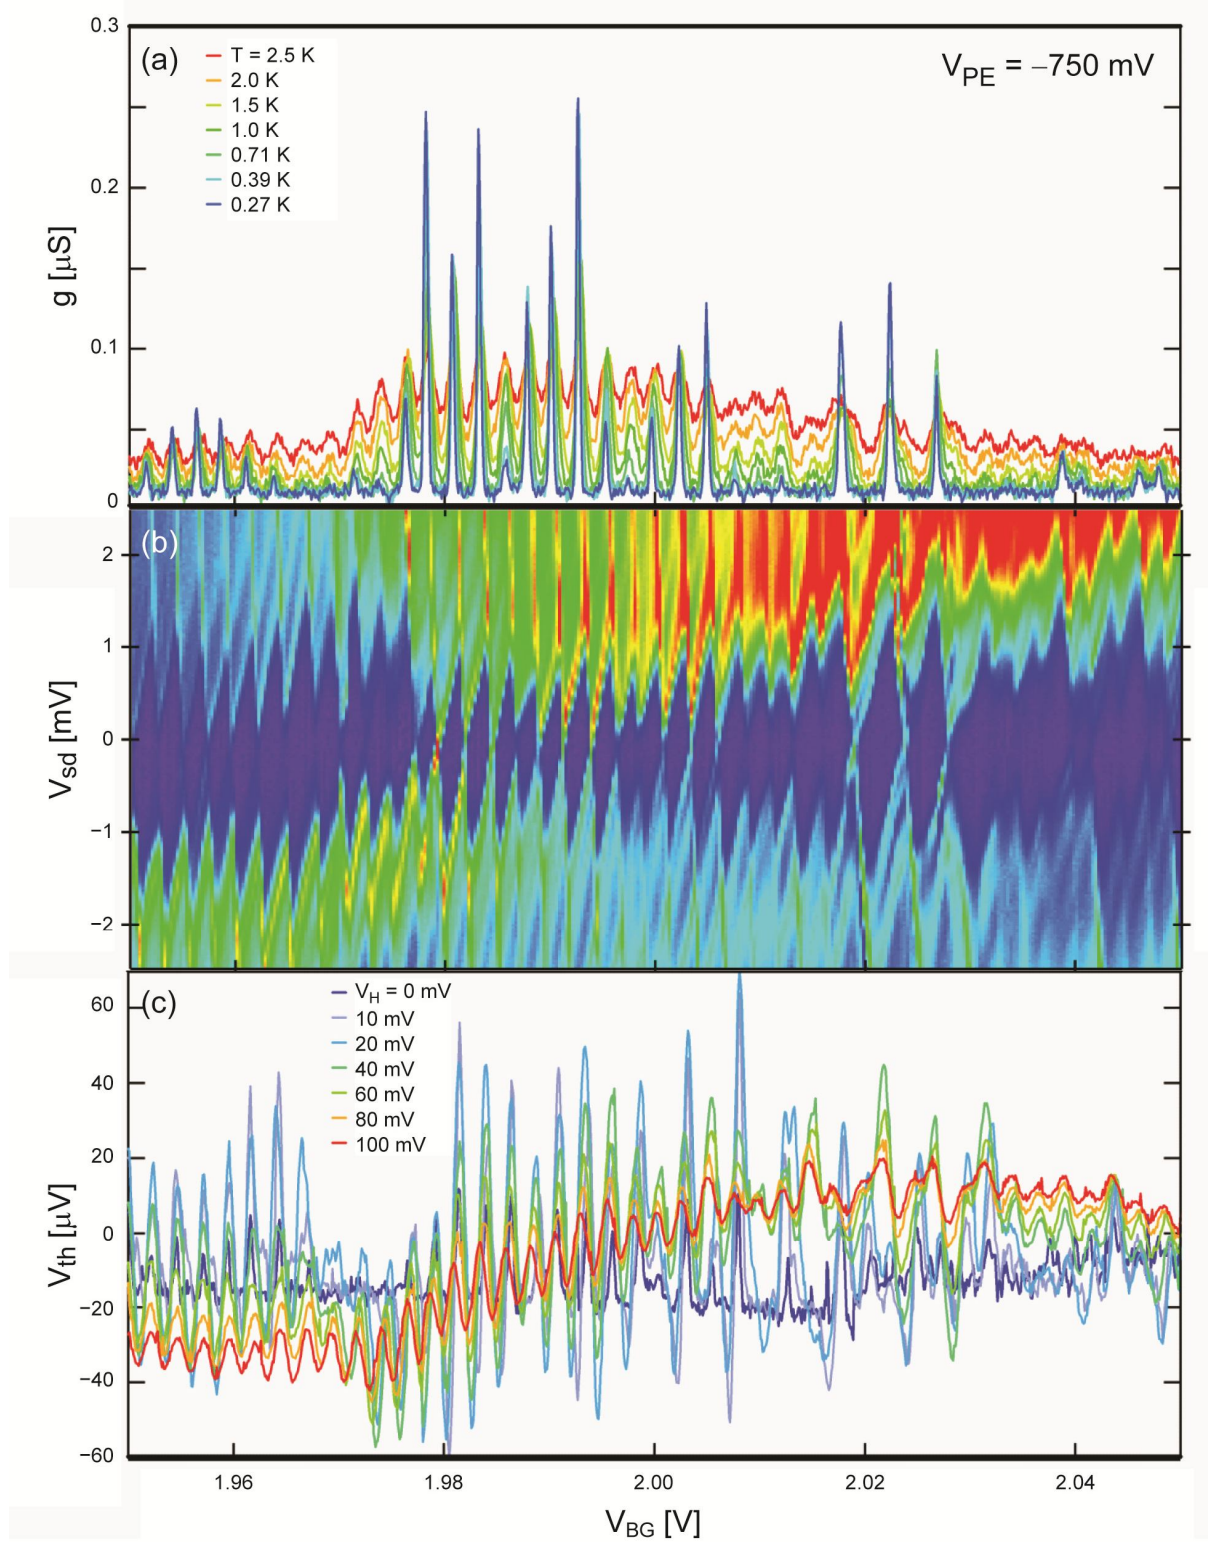 0.3
(a)
T = 2.5 K
2.0 K
1.5 K
1.0 K
0.71 K
0.39 K
0.27 K
V_PE = −750 mV
0.2
g [μS]
0.1
0
(b)
2
1
V_sd [mV]
0
−1
−2
(c)
V_H = 0 mV
10 mV
20 mV
40 mV
60 mV
80 mV
100 mV
60
40
20
V_th [μV]
0
−20
−40
−60
1.96 1.98 2.00 2.02 2.04
V_BG [V]